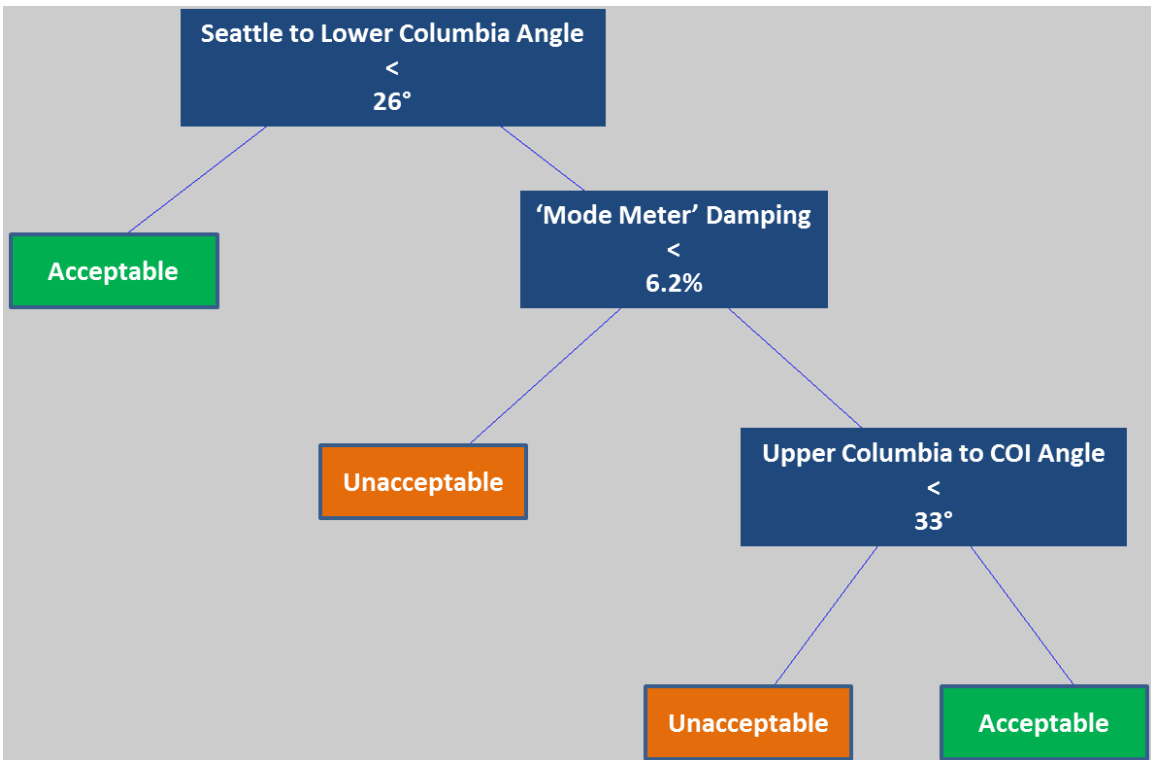 Seattle to Lower Columbia Angle
<
26°
‘Mode Meter’ Damping
<
6.2%
Acceptable
Upper Columbia to COI Angle
<
33°
Unacceptable
Unacceptable
Acceptable